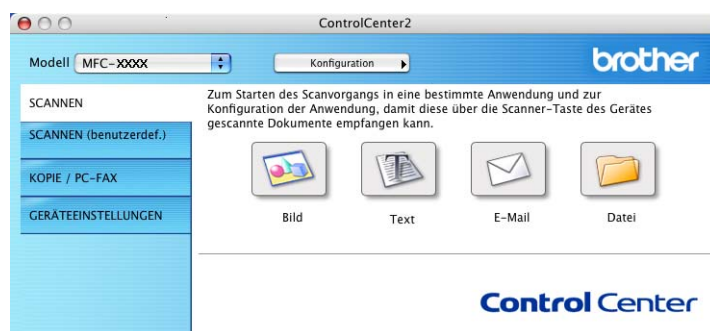 ControlCenter2
Modell MFC-XXXX Konfiguration brother
SCANNEN
SCANNEN (benutzerdef.)
KOPIE / PC-FAX
GERÄTEEINSTELLUNGEN
Zum Starten des Scanvorgangs in eine bestimmte Anwendung und zur
Konfiguration der Anwendung, damit diese über die Scanner-Taste des Gerätes
gescannte Dokumente empfangen kann.
Bild Text E-Mail Datei
Control Center